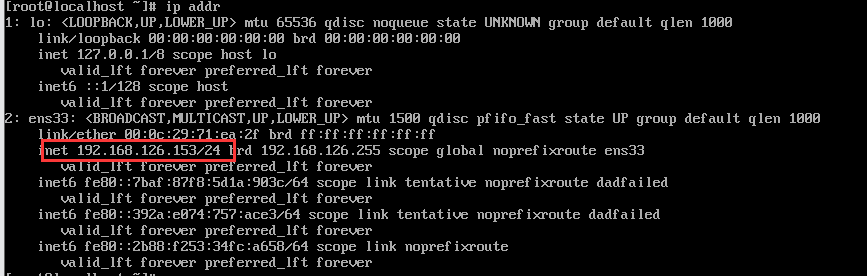 [root@localhost ~]# ip addr
1: lo: <LOOPBACK,UP,LOWER_UP> mtu 65536 qdisc noqueue state UNKNOWN group default qlen 1000
link/loopback 00:00:00:00:00:00 brd 00:00:00:00:00:00
inet 127.0.0.1/8 scope host lo
valid_lft forever preferred_lft forever
inet6 ::1/128 scope host
valid_lft forever preferred_lft forever
2: ens33: <BROADCAST,MULTICAST,UP,LOWER_UP> mtu 1500 qdisc pfifo_fast state UP group default qlen 1000
link/ether 00:0c:29:71:ea:2f brd ff:ff:ff:ff:ff:ff
inet 192.168.126.153/24 brd 192.168.126.255 scope global noprefixroute ens33
valid_lft forever preferred_lft forever
inet6 fe80::7baf:87f8:5d1a:903c/64 scope link tentative noprefixroute dadfailed
valid_lft forever preferred_lft forever
inet6 fe80::392a:e074:757:ace3/64 scope link tentative noprefixroute dadfailed
valid_lft forever preferred_lft forever
inet6 fe80::2b88:f253:34fc:a658/64 scope link noprefixroute
valid_lft forever preferred_lft forever
[root@localhost ~]#